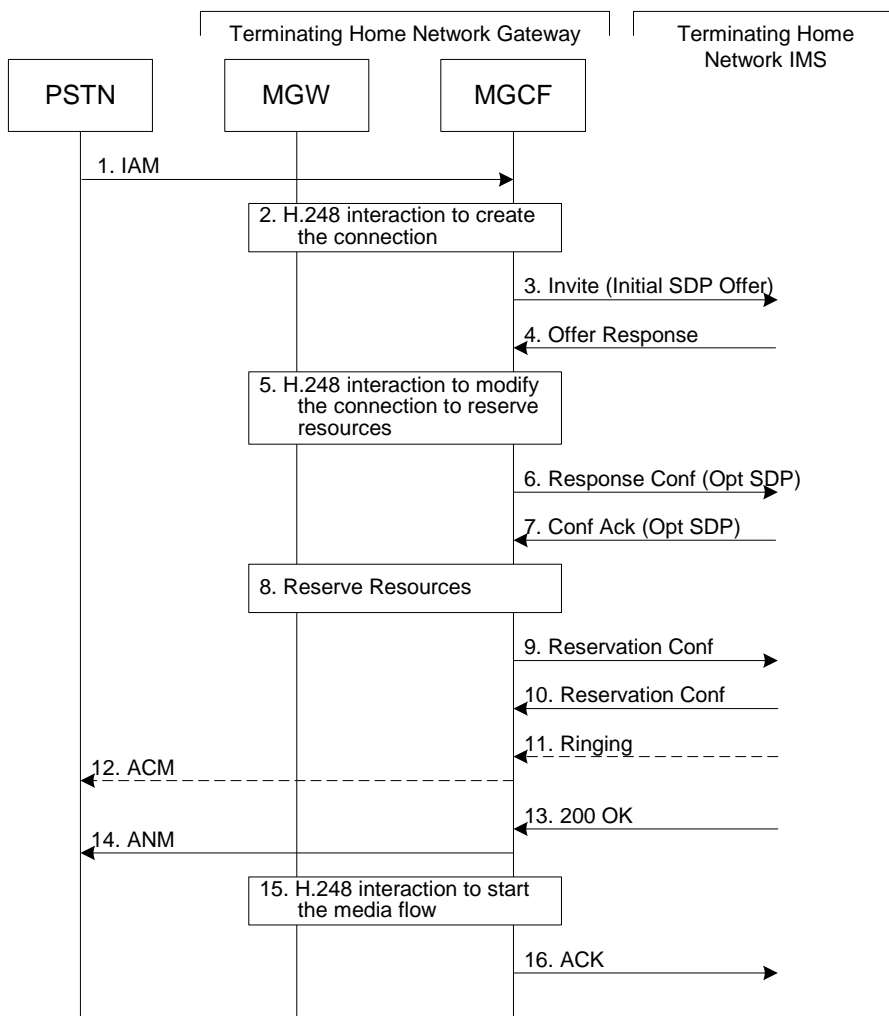 Terminating Home Network Gateway
Terminating Home
Network IMS
PSTN
MGW
MGCF
1. IAM
2. H.248 interaction to create
the connection
3. Invite (Initial SDP Offer)
4. Offer Response
5. H.248 interaction to modify
the connection to reserve
resources
6. Response Conf (Opt SDP)
7. Conf Ack (Opt SDP)
8. Reserve Resources
9. Reservation Conf
10. Reservation Conf
11. Ringing
12. ACM
13. 200 OK
14. ANM
15. H.248 interaction to start
the media flow
16. ACK